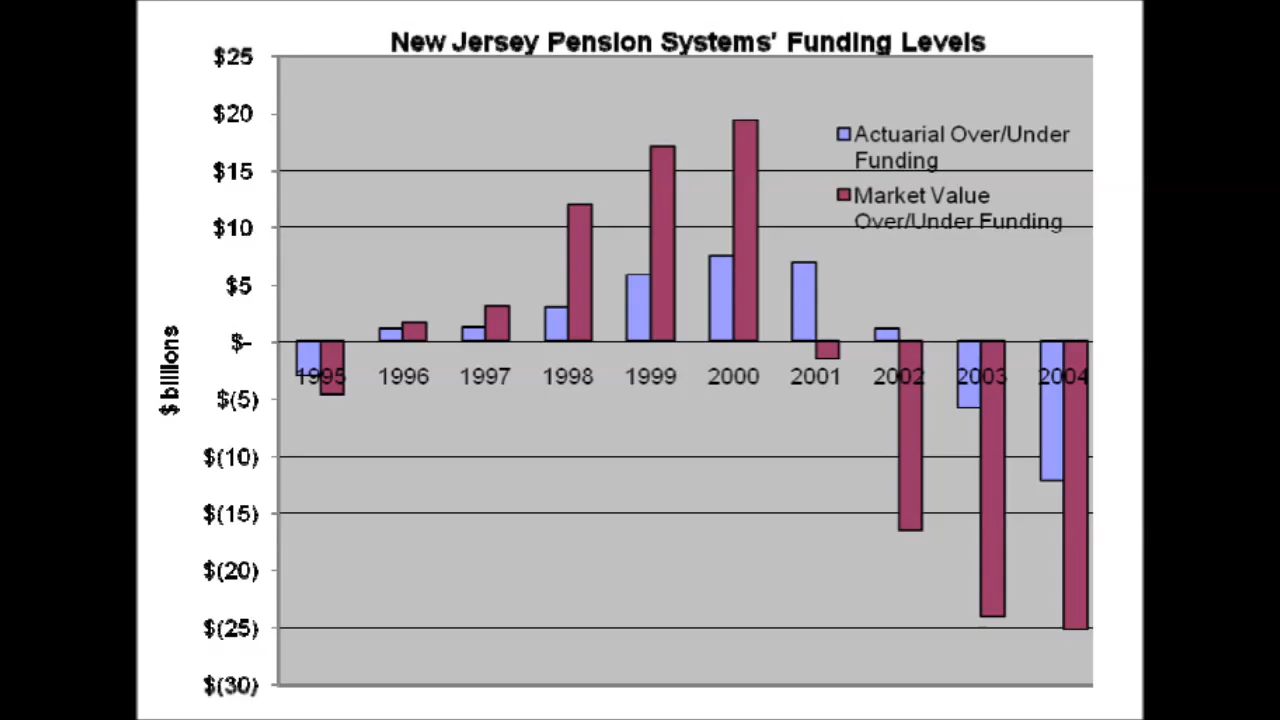 New Jersey Pension Systems' Funding Levels
$25
$20
$15
$10
$5
$-
$(5)
$(10)
$(15)
$(20)
$(25)
$(30)
$ billions
Actuarial Over/Under
Funding
Market Value
Over/Under Funding
1995 1996 1997 1998 1999 2000 2001 2002 2003 2004